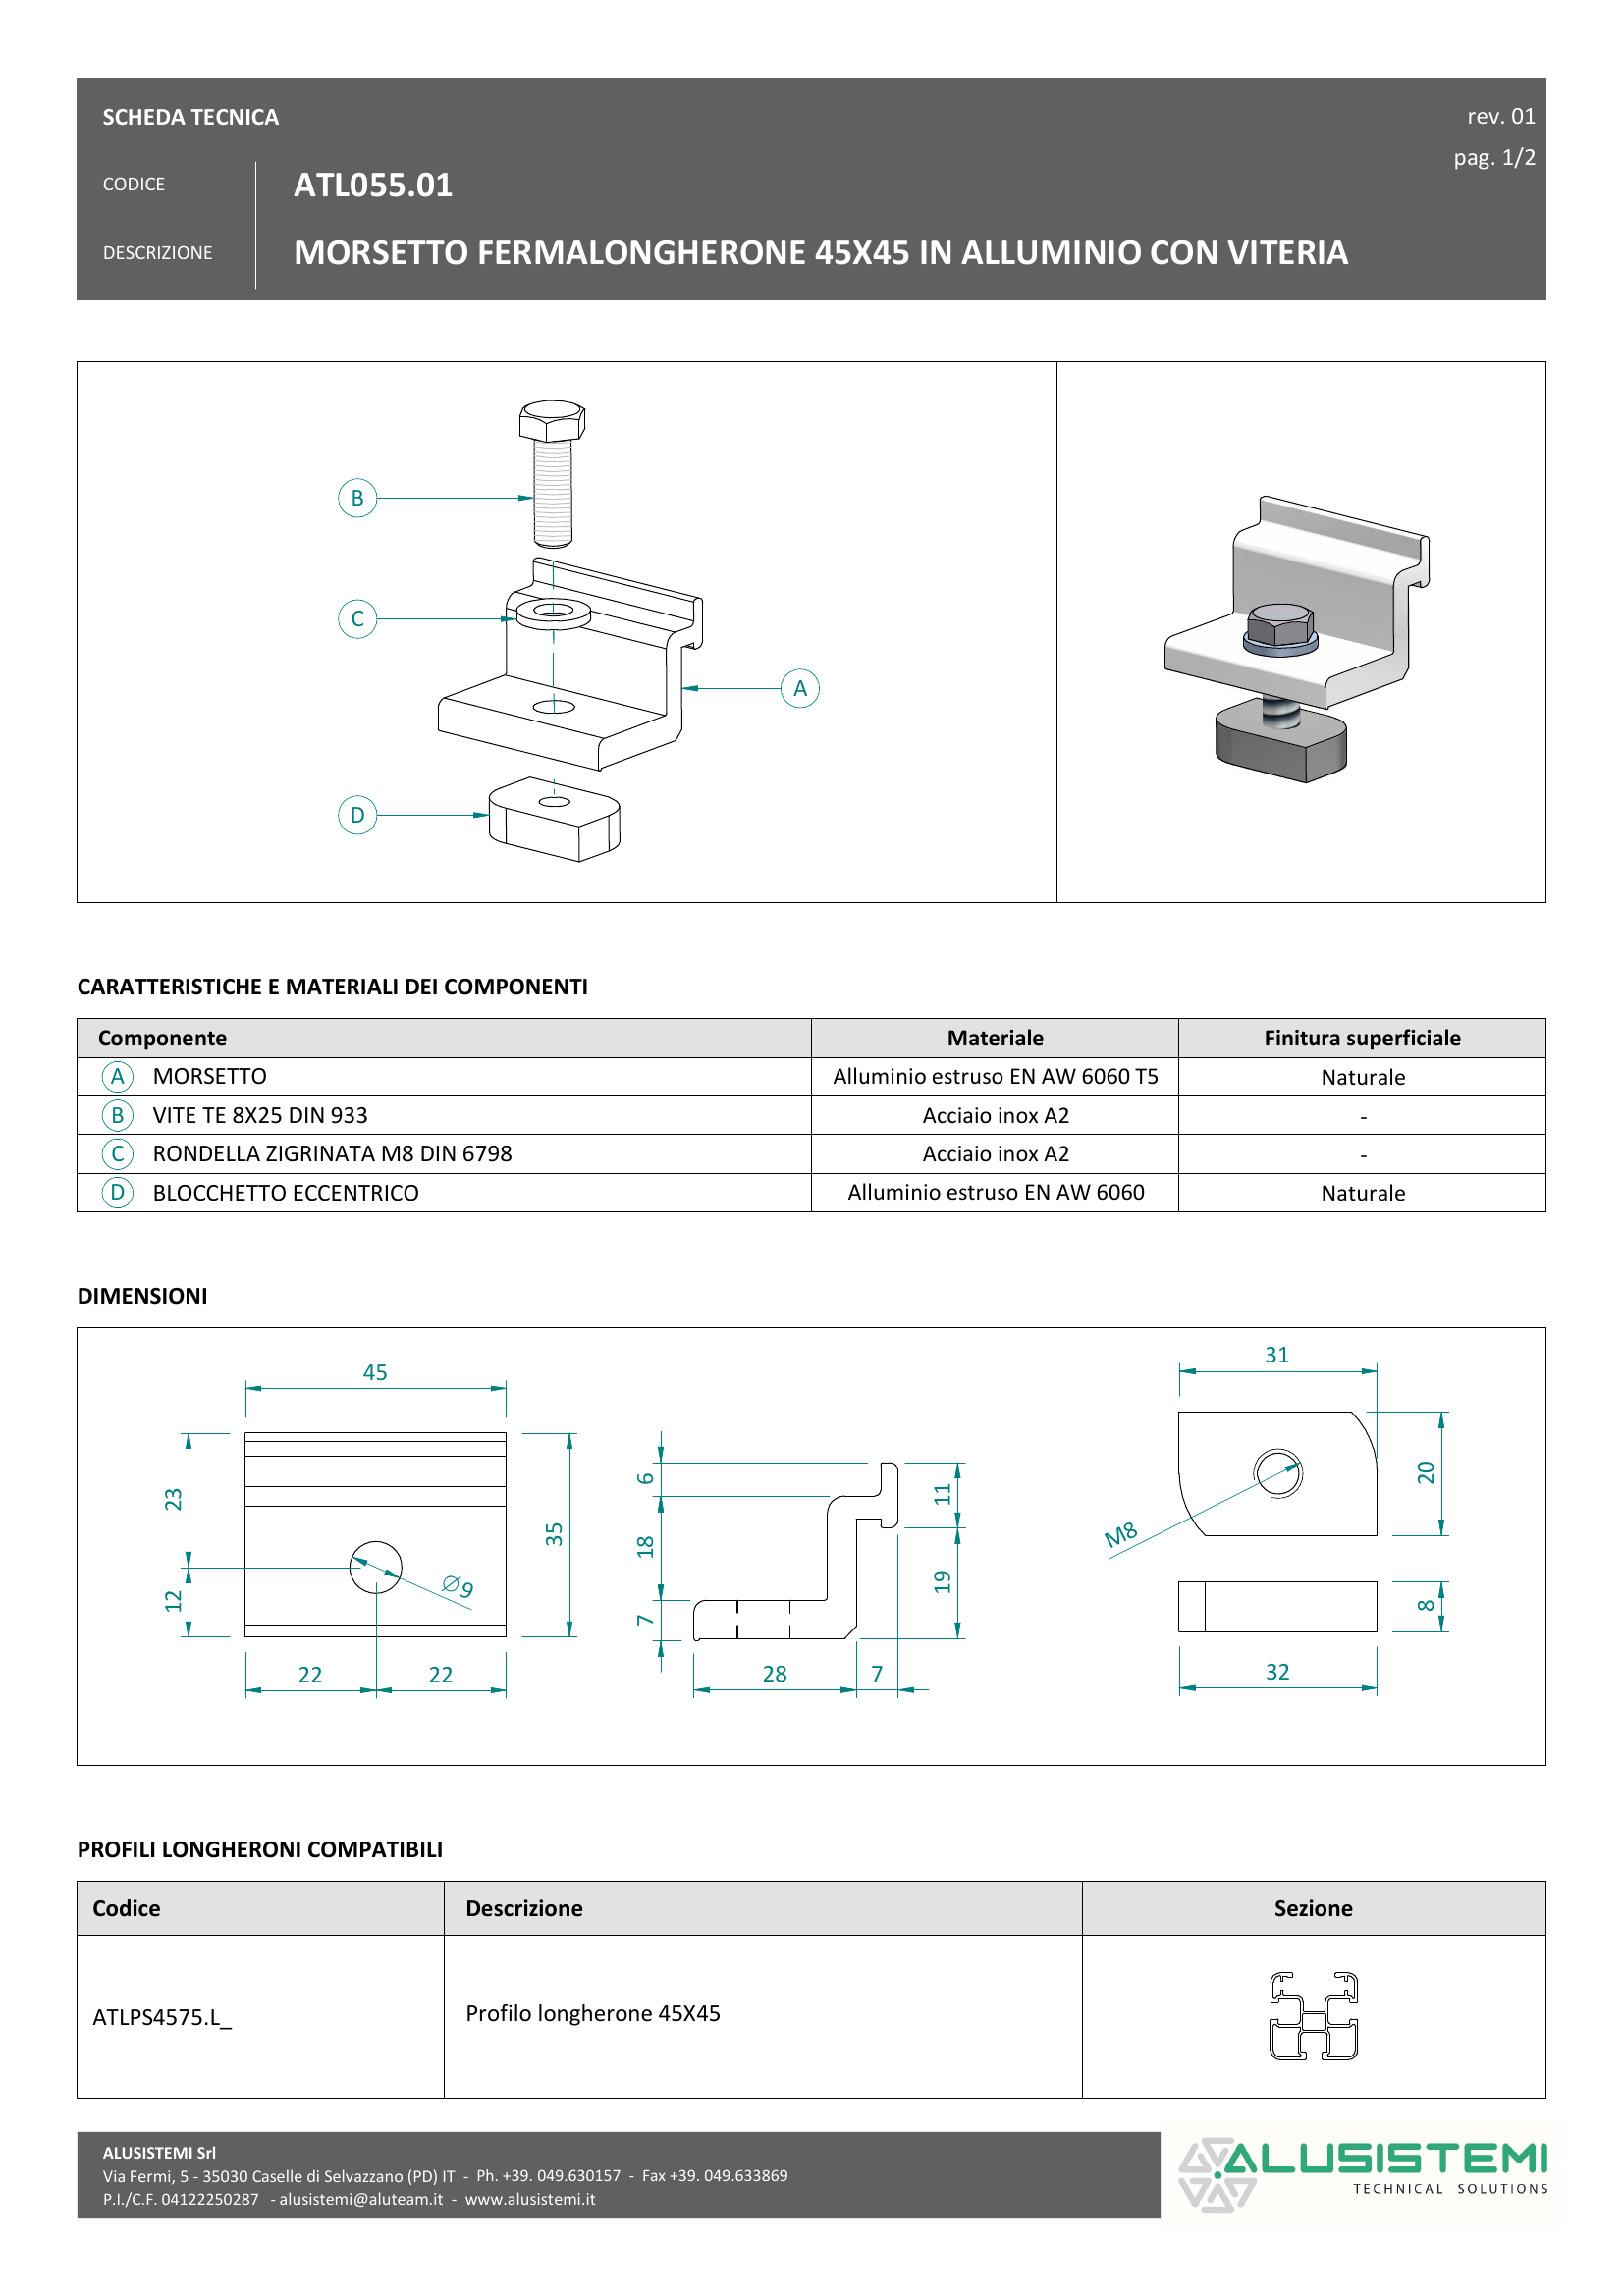 SCHEDA TECNICA
rev. 01
pag. 1/2
CODICE
ATL055.01
DESCRIZIONE
MORSETTO FERMALONGHERONE 45X45 IN ALLUMINIO CON VITERIA
B
C
A
D
CARATTERISTICHE E MATERIALI DEI COMPONENTI
Componente Materiale Finitura superficiale
A MORSETTO Alluminio estruso EN AW 6060 T5 Naturale
B VITE TE 8X25 DIN 933 Acciaio inox A2 -
C RONDELLA ZIGRINATA M8 DIN 6798 Acciaio inox A2 -
D BLOCCHETTO ECCENTRICO Alluminio estruso EN AW 6060 Naturale
DIMENSIONI
45
23
12
35
∅9
22
22
6
18
7
11
19
28
7
31
20
M8
8
32
PROFILI LONGHERONI COMPATIBILI
Codice Descrizione Sezione
ATLPS4575.L_ Profilo longherone 45X45
ALUSISTEMI Srl
Via Fermi, 5 - 35030 Caselle di Selvazzano (PD) IT - Ph. +39. 049.630157 - Fax +39. 049.633869
P.I./C.F. 04122250287 - alusistemi@aluteam.it - www.alusistemi.it
ALUSISTEMI
TECHNICAL SOLUTIONS